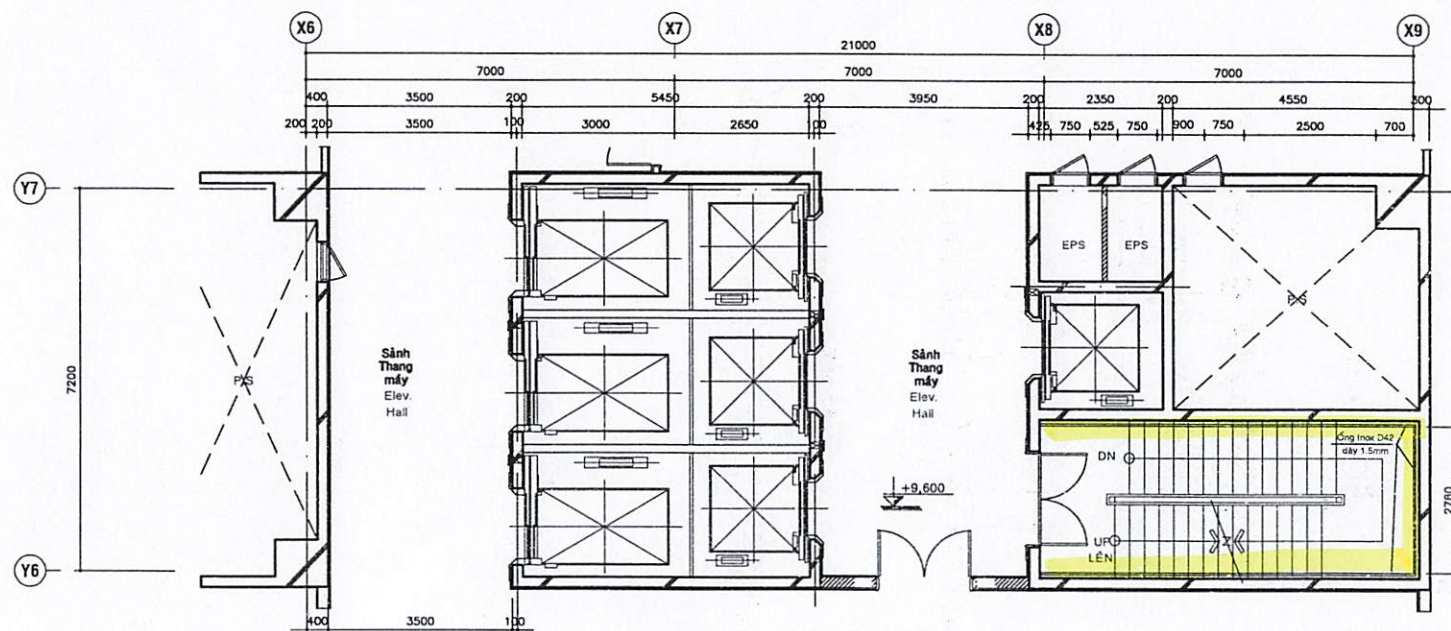 X6 X7 X8 X9
21000
7000 7000 7000
400 3500 200 5450 200 3950 200 2350 200 4550 300
200 200 3500 100 3000 2650 425 750 525 750 900 750 2500 700
Y7
EPS EPS
7200
Sảnh
Thang
máy
Elev.
Hall
Sảnh
Thang
máy
Elev.
Hall
Ống Inox D42
dày 1.5mm
DN
+9,600
2780
UP
LÊN
Y6
400 3500 100